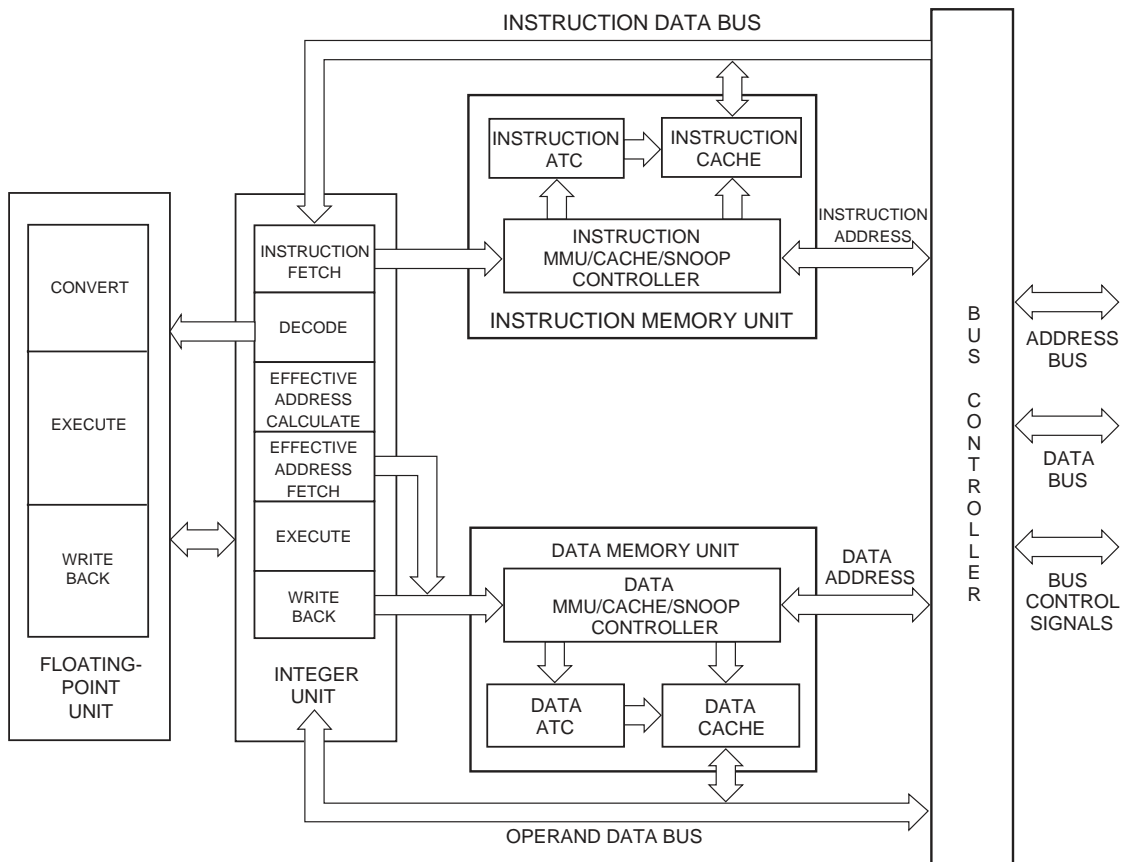 INSTRUCTION DATA BUS
INSTRUCTION
ATC
INSTRUCTION
CACHE
INSTRUCTION
MMU/CACHE/SNOOP
CONTROLLER
INSTRUCTION MEMORY UNIT
INSTRUCTION
ADDRESS
CONVERT
EXECUTE
WRITE
BACK
FLOATING-
POINT
UNIT
INSTRUCTION
FETCH
DECODE
EFFECTIVE
ADDRESS
CALCULATE
EFFECTIVE
ADDRESS
FETCH
EXECUTE
WRITE
BACK
INTEGER
UNIT
DATA MEMORY UNIT
DATA
MMU/CACHE/SNOOP
CONTROLLER
DATA
ATC
DATA
CACHE
DATA
ADDRESS
OPERAND DATA BUS
BUS CONTROLLER
ADDRESS
BUS
DATA
BUS
BUS
CONTROL
SIGNALS